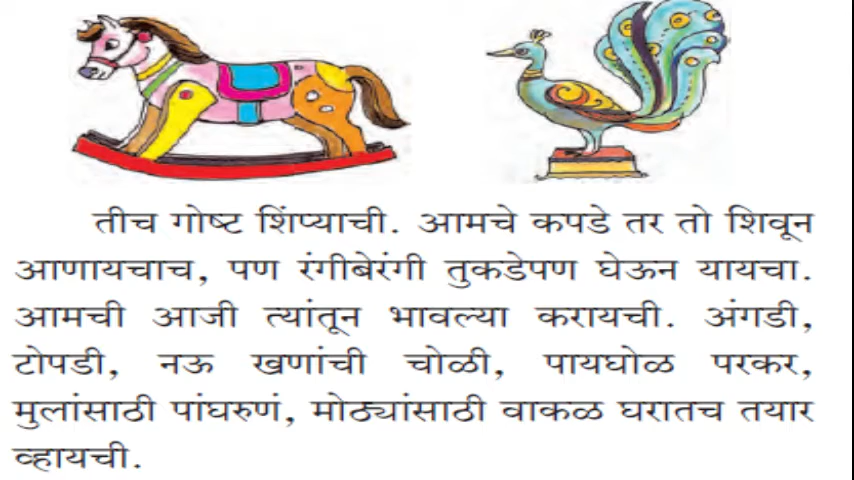 तीच गोष्ट शिंप्याची. आमचे कपडे तर तो शिवून
आणायचाच, पण रंगीबेरंगी तुकडेपण घेऊन यायचा.
आमची आजी त्यांतून भावल्या करायची. अंगडी,
टोपडी, नऊ खणांची चोळी, पायघोळ परकर,
मुलांसाठी पांघरुणं, मोठ्यांसाठी वाकळ घरातच तयार
व्हायची.